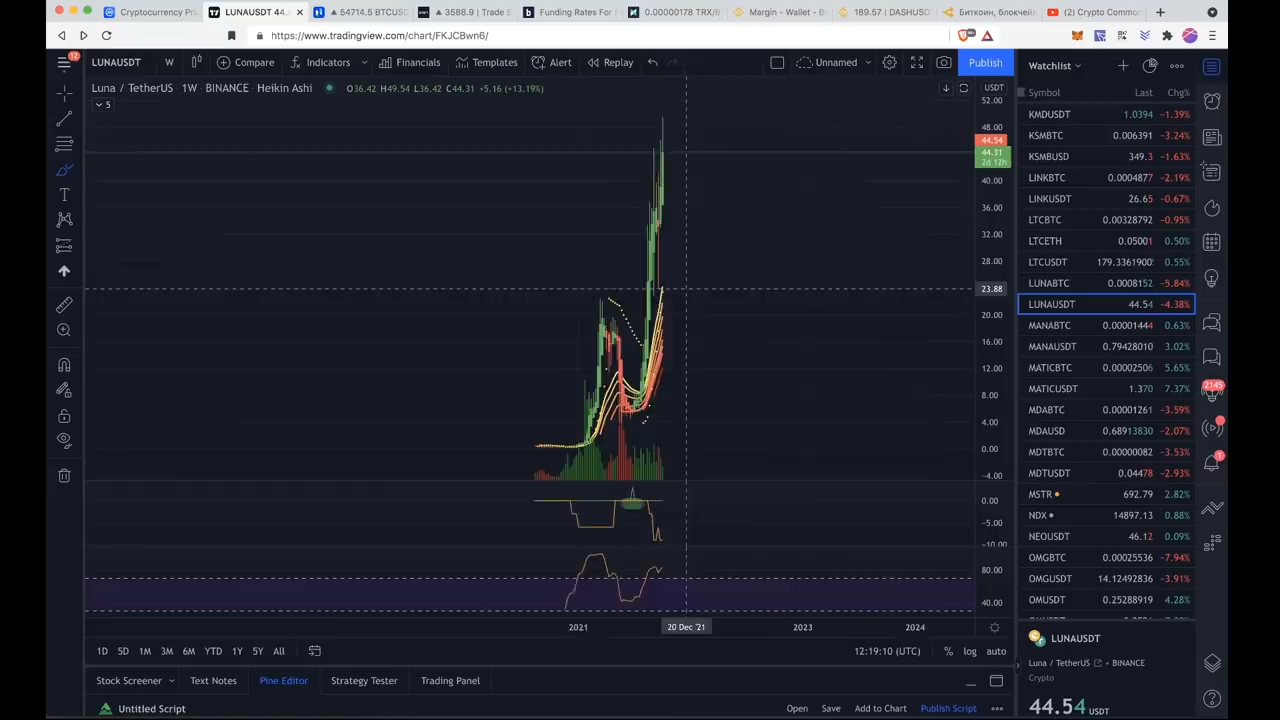 Cryptocurrency Pri
LUNAUSDT 44.5
▲ 54714.5 BTCUSD
▲ 3588.9 | Trade E
Funding Rates For
0.00000178 TRX/B
Margin - Wallet - Bi
189.57 | DASHUSDT
Биткоин, блокчейн
(2) Crypto Common
https://www.tradingview.com/chart/FKJCBwn6/
12
LUNAUSDT W Compare Indicators Financials Templates Alert Replay Unnamed Publish
Luna / TetherUS · 1W · BINANCE · Heikin Ashi O36.42 H49.54 L36.42 C44.31 +5.16 (+13.19%)
5
USDT
52.00
48.00
44.54
44.31
2d 12h
40.00
36.00
32.00
28.00
23.88
20.00
16.00
12.00
8.00
4.00
0.00
−4.00
0.00
−5.00
−10.00
80.00
40.00
2021 20 Dec '21 2023 2024
1D 5D 1M 3M 6M YTD 1Y 5Y All
12:19:10 (UTC) % log auto
Stock Screener Text Notes Pine Editor Strategy Tester Trading Panel
Untitled Script Open Save Add to Chart Publish Script
Watchlist
Symbol Last Chg%
KMDUSDT 1.0394 −1.39%
KSMBTC 0.006391 −3.24%
KSMBUSD 349.3 −1.63%
LINKBTC 0.0004877 −2.19%
LINKUSDT 26.65 −0.67%
LTCBTC 0.00328792 −0.95%
LTCETH 0.05001 0.50%
LTCUSDT 179.3361900 0.55%
LUNABTC 0.0008152 −5.84%
LUNAUSDT 44.54 −4.38%
MANABTC 0.00001444 0.63%
MANAUSDT 0.79428010 3.02%
MATICBTC 0.00002506 5.65%
MATICUSDT 1.370 7.37%
MDABTC 0.00001261 −3.59%
MDAUSD 0.68913830 −2.07%
MDTBTC 0.00000082 −3.53%
MDTUSDT 0.04478 −2.93%
MSTR 692.79 2.82%
NDX 14897.13 0.88%
NEOUSDT 46.12 0.09%
OMGBTC 0.00025536 −7.94%
OMGUSDT 14.12492836 −3.91%
OMUSDT 0.25288919 4.28%
LUNAUSDT
Luna / TetherUS • BINANCE
Crypto
44.54 USDT
2145
1